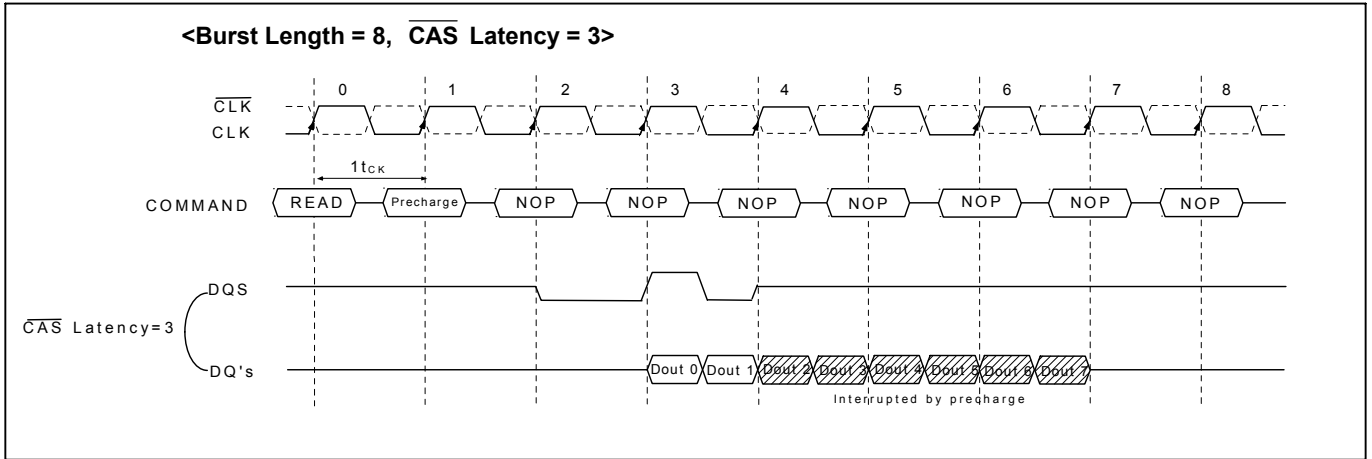 <Burst Length = 8, CAS Latency = 3>
0 1 2 3 4 5 6 7 8
CLK
CLK
1tCK
COMMAND READ Precharge NOP NOP NOP NOP NOP NOP NOP
DQS
CAS Latency=3
DQ's Dout 0 Dout 1 Dout 2 Dout 3 Dout 4 Dout 5 Dout 6 Dout 7
Interrupted by precharge